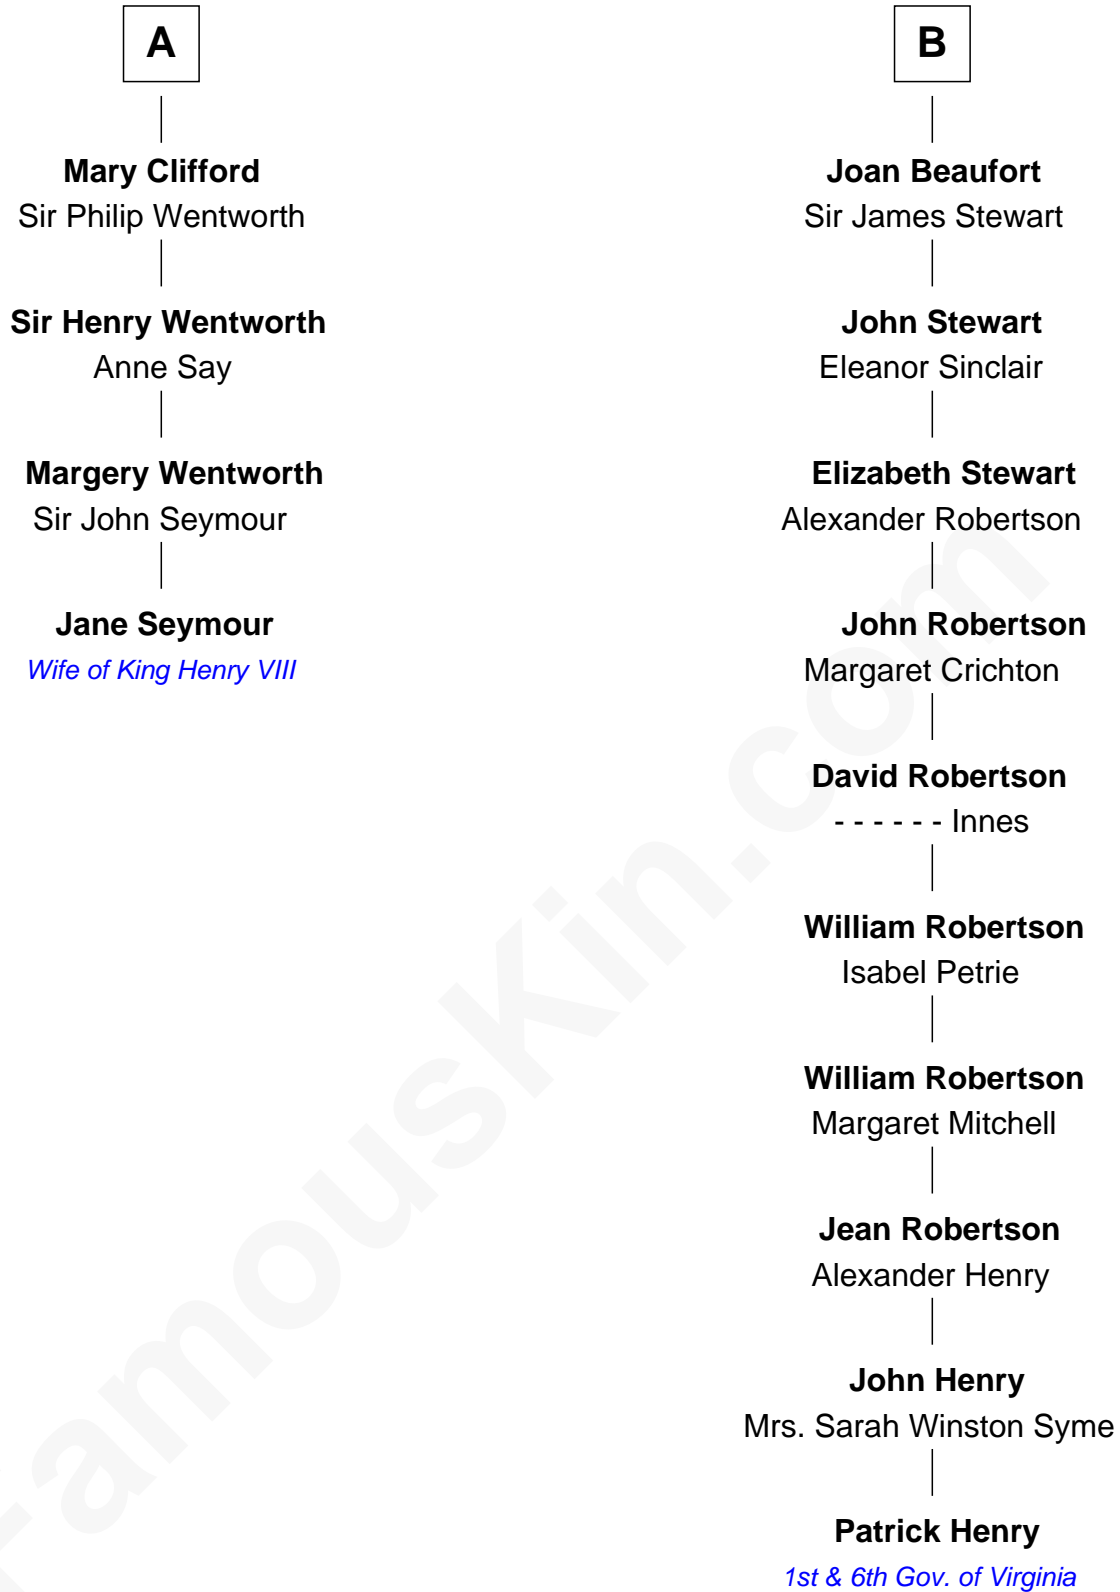 A
Mary Clifford
Sir Philip Wentworth
Sir Henry Wentworth
Anne Say
Margery Wentworth
Sir John Seymour
Jane Seymour
Wife of King Henry VIII
B
Joan Beaufort
Sir James Stewart
John Stewart
Eleanor Sinclair
Elizabeth Stewart
Alexander Robertson
John Robertson
Margaret Crichton
David Robertson
- - - - - - Innes
William Robertson
Isabel Petrie
William Robertson
Margaret Mitchell
Jean Robertson
Alexander Henry
John Henry
Mrs. Sarah Winston Syme
Patrick Henry
1st & 6th Gov. of Virginia
FamousKin.com